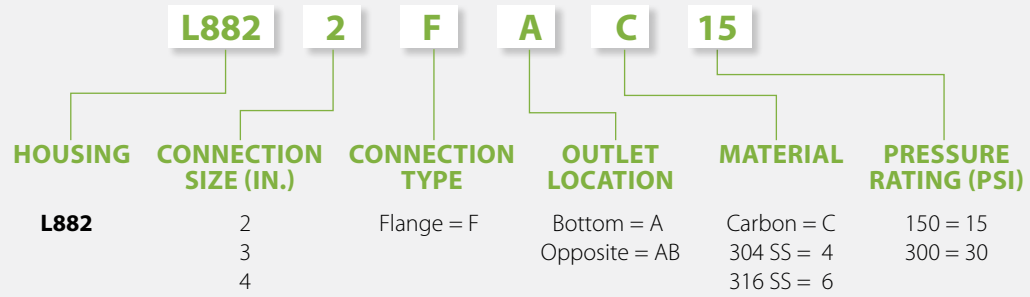 L882 2 F A C 15
HOUSING CONNECTION SIZE (IN.) CONNECTION TYPE OUTLET LOCATION MATERIAL PRESSURE RATING (PSI)
L882 2 Flange = F Bottom = A Carbon = C 150 = 15
3 Opposite = AB 304 SS = 4 300 = 30
4 316 SS = 6